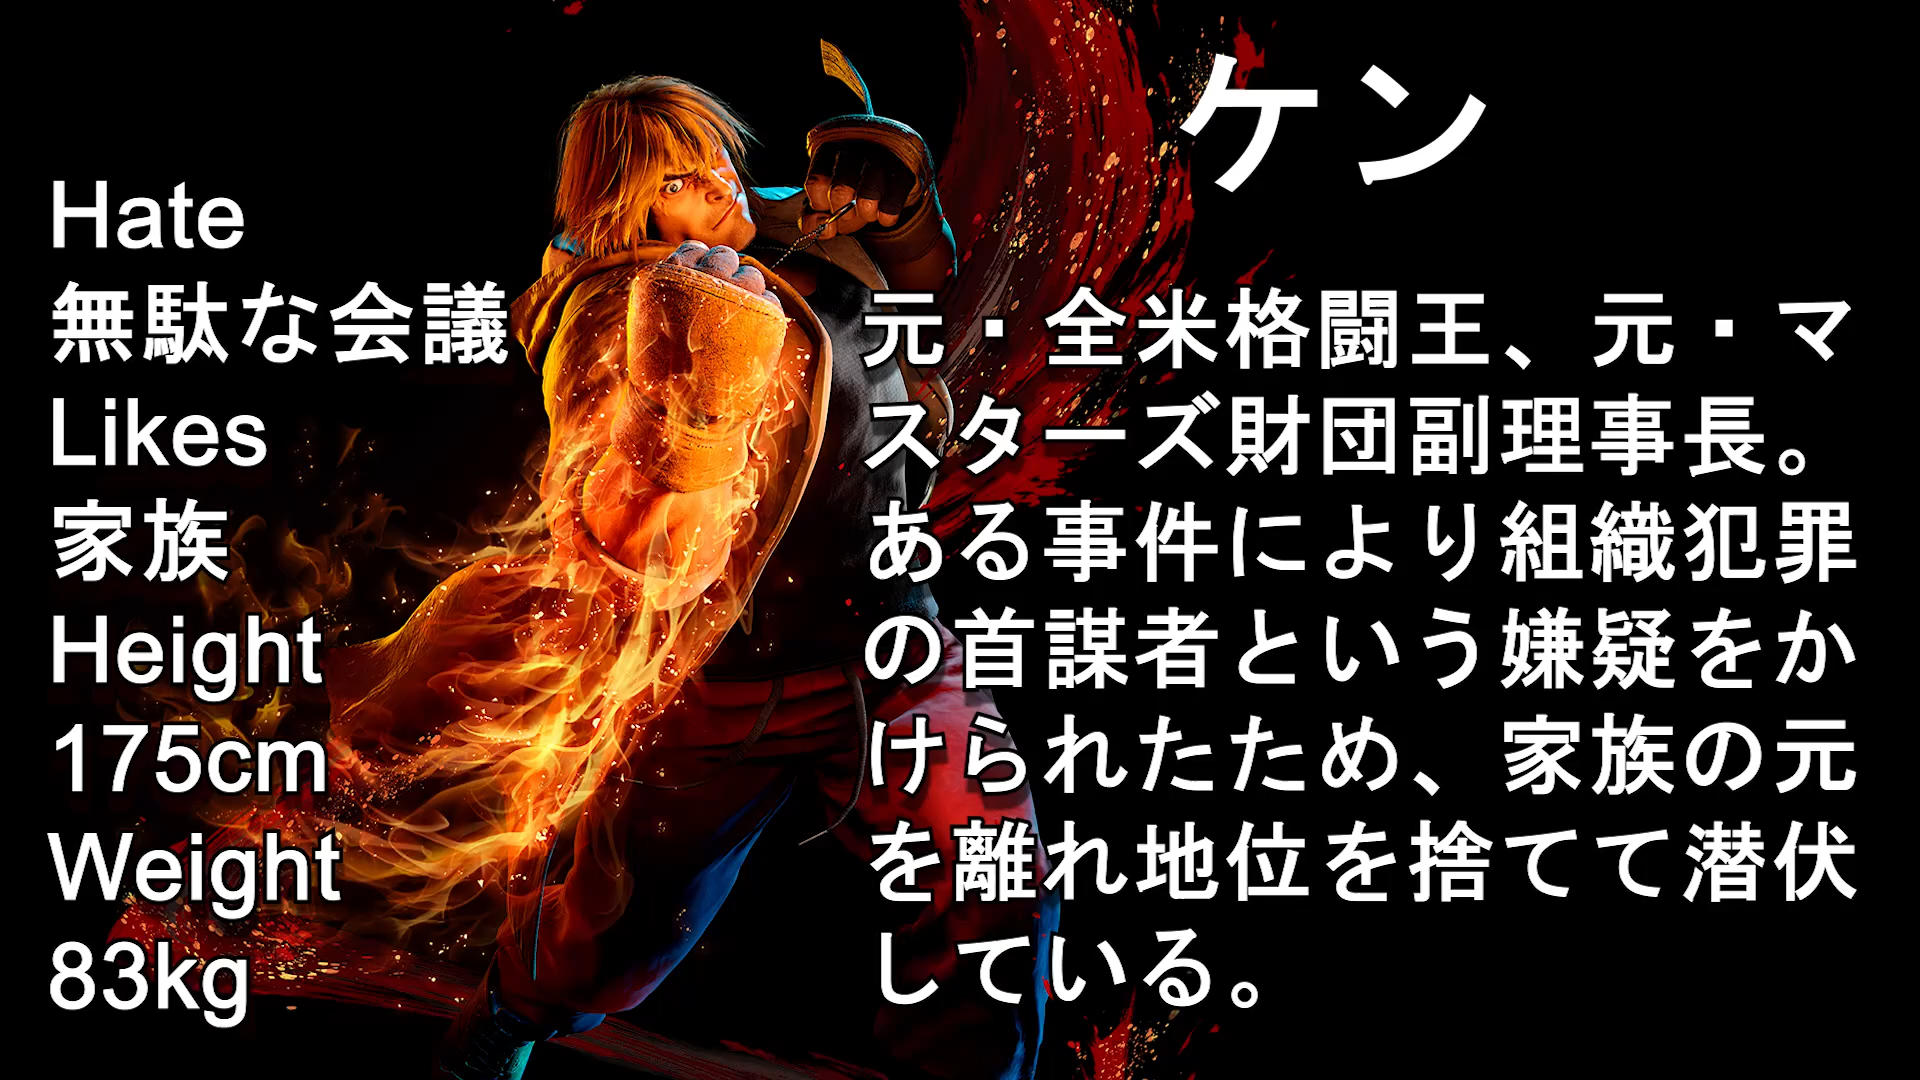 ケン
Hate
無駄な会議
Likes
家族
Height
175cm
Weight
83kg
元・全米格闘王、元・マ
スターズ財団副理事長。
ある事件により組織犯罪
の首謀者という嫌疑をか
けられたため、家族の元
を離れ地位を捨てて潜伏
している。